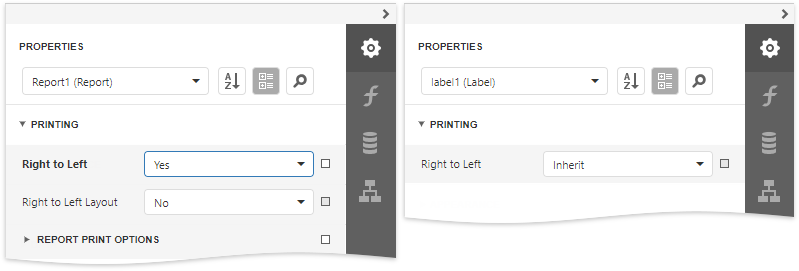 PROPERTIES
Report1 (Report)
A
Z
PRINTING
Right to Left
Yes
Right to Left Layout
No
REPORT PRINT OPTIONS
PROPERTIES
label1 (Label)
A
Z
PRINTING
Right to Left
Inherit